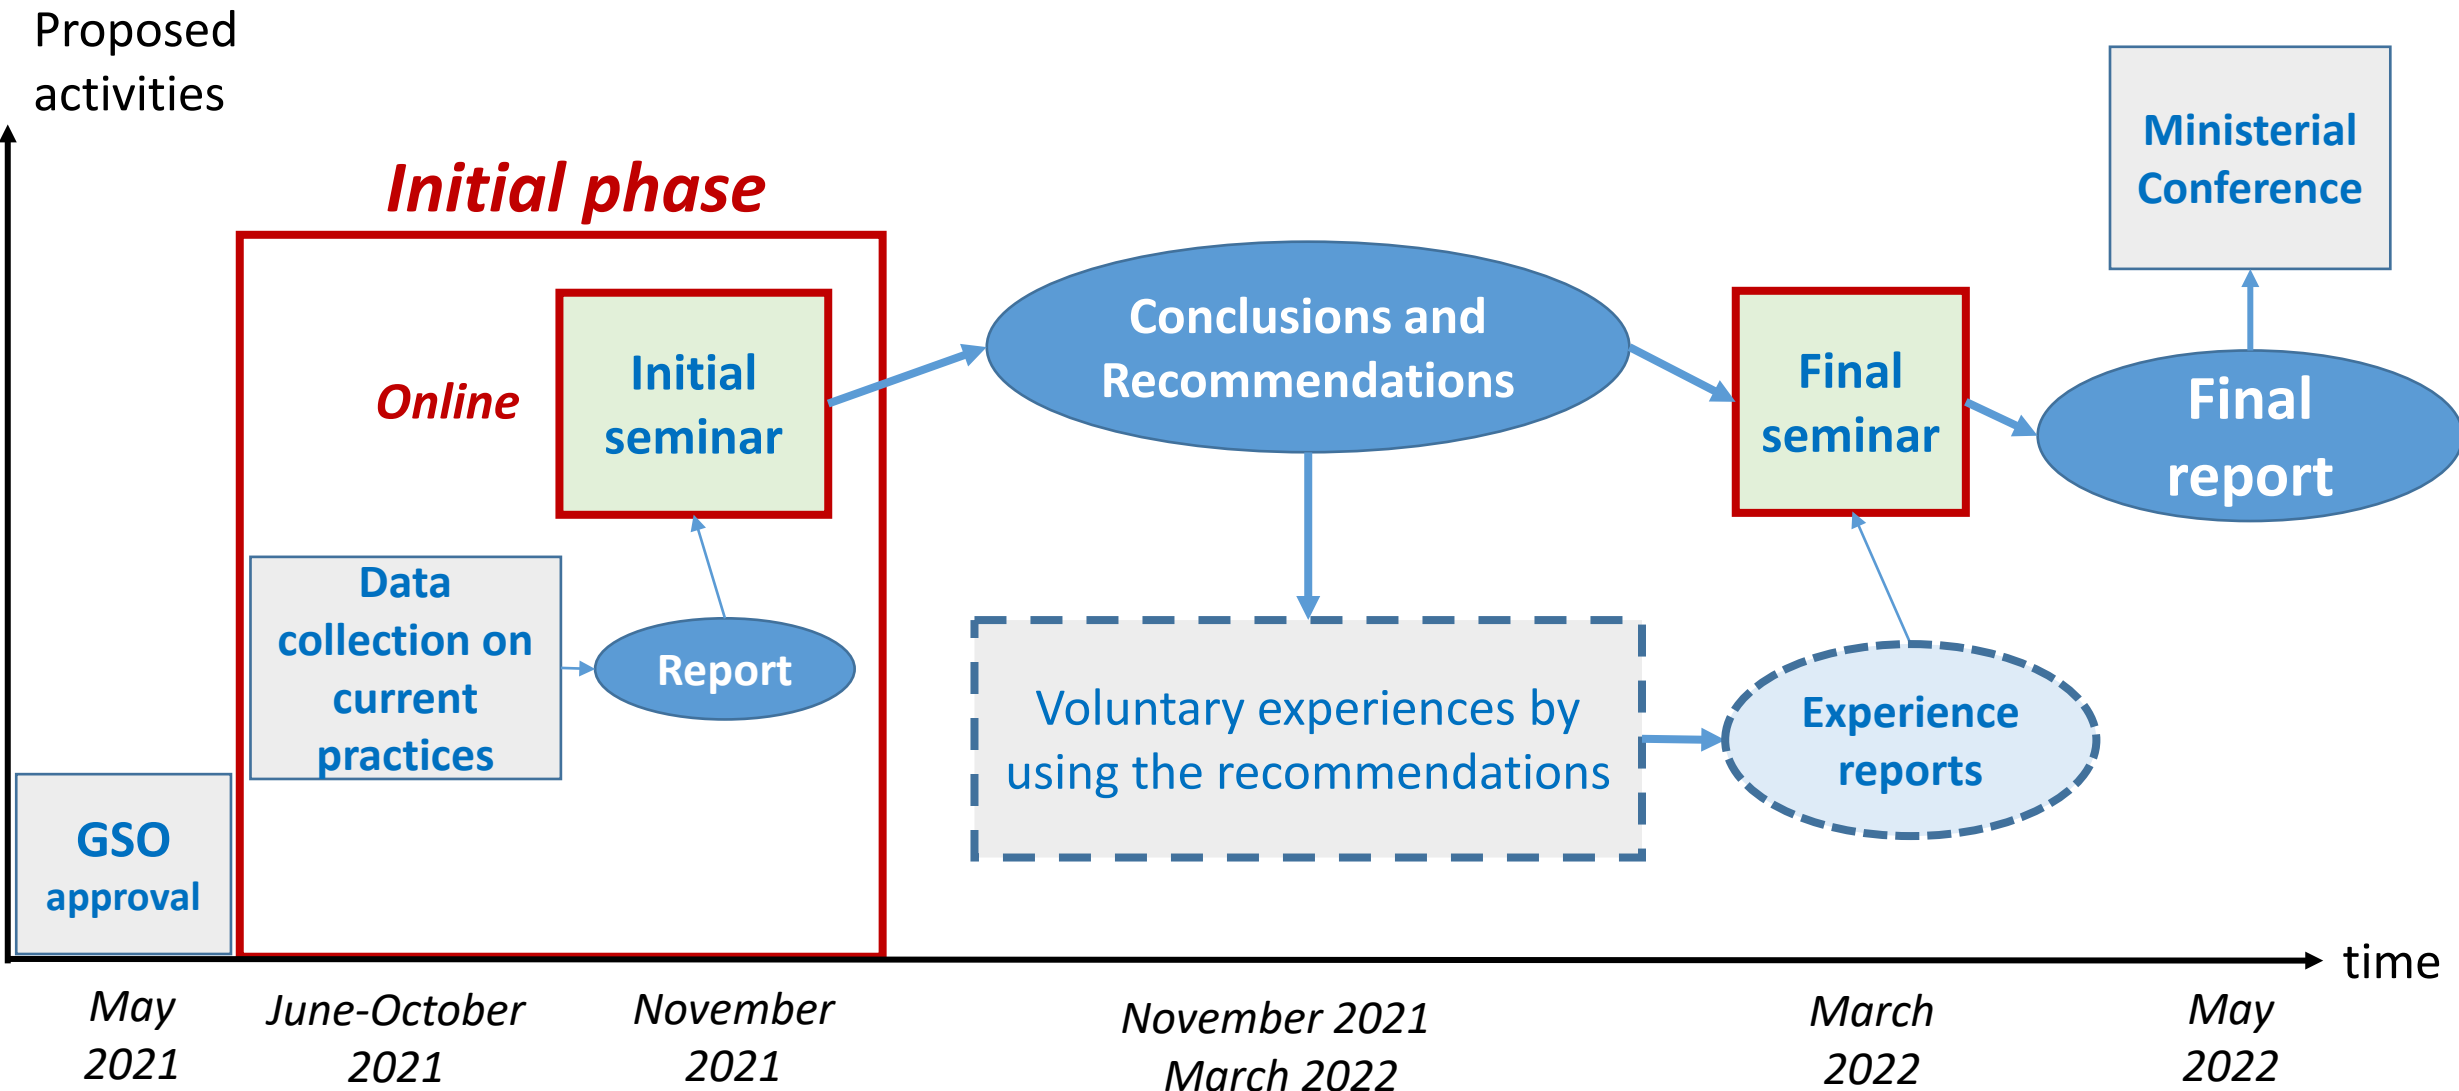 Proposed
activities
Initial phase
Online
Initial
seminar
Data
collection on
current
practices
Report
GSO
approval
Conclusions and
Recommendations
Voluntary experiences by
using the recommendations
Final
seminar
Experience
reports
Ministerial
Conference
Final
report
time
May
2021
June-October
2021
November
2021
November 2021
March 2022
March
2022
May
2022